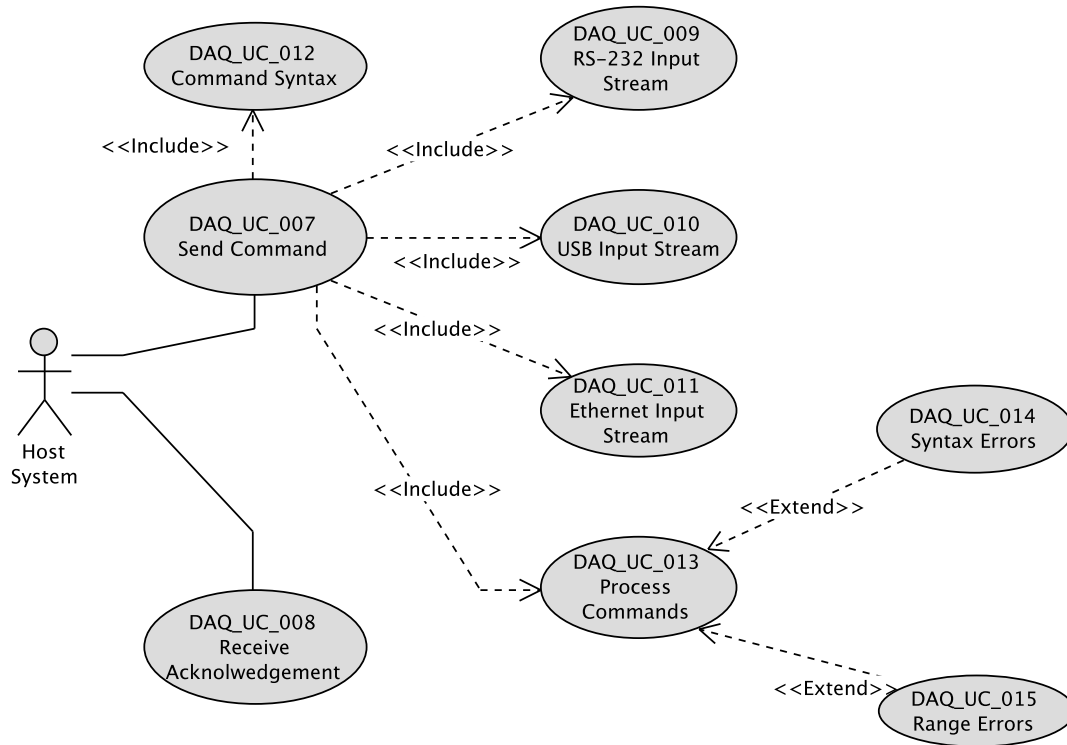 DAQ_UC_012
Command Syntax
DAQ_UC_009
RS-232 Input
Stream
<<Include>>
<<Include>>
DAQ_UC_007
Send Command
DAQ_UC_010
USB Input Stream
<<Include>>
<<Include>>
DAQ_UC_011
Ethernet Input
Stream
Host
System
DAQ_UC_014
Syntax Errors
<<Include>>
<<Extend>>
DAQ_UC_013
Process
Commands
DAQ_UC_008
Receive
Acknolwedgement
<<Extend>
DAQ_UC_015
Range Errors